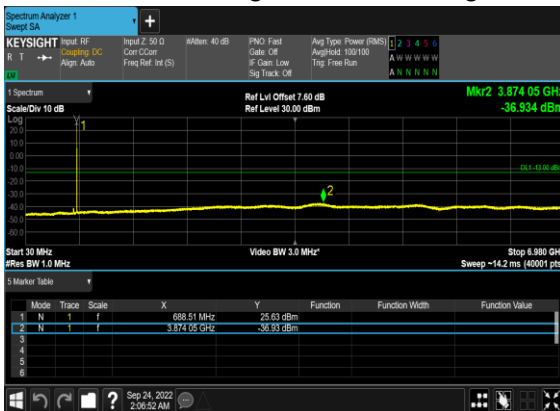 Spectrum Analyzer 1
Swept SA
+
KEYSIGHT
R T
LV
Input: RF
Coupling: DC
Align: Auto
Input Z: 50 Ω
Corr CCorr
Freq Ref: Int (S)
#Atten: 40 dB
PNO: Fast
Gate: Off
IF Gain: Low
Sig Track: Off
Avg Type: Power (RMS)
Avg|Hold: 100/100
Trig: Free Run
1 2 3 4 5 6
A W W W W W
A N N N N N
1 Spectrum
Scale/Div 10 dB
Ref Lvl Offset 7.60 dB
Ref Level 30.00 dBm
Mkr2 3.874 05 GHz
-36.934 dBm
Log
20.0
10.0
0.00
-10.0
-20.0
-30.0
-40.0
-50.0
-60.0
1
2
DL1 -13.00 dBm
Start 30 MHz
#Res BW 1.0 MHz
Video BW 3.0 MHz*
Stop 6.980 GHz
Sweep ~14.2 ms (40001 pts)
5 Marker Table
Mode Trace Scale X Y Function Function Width Function Value
1 N 1 f 688.51 MHz 25.63 dBm
2 N 1 f 3.874 05 GHz -36.93 dBm
3
4
5
6
?
Sep 24, 2022
2:06:52 AM